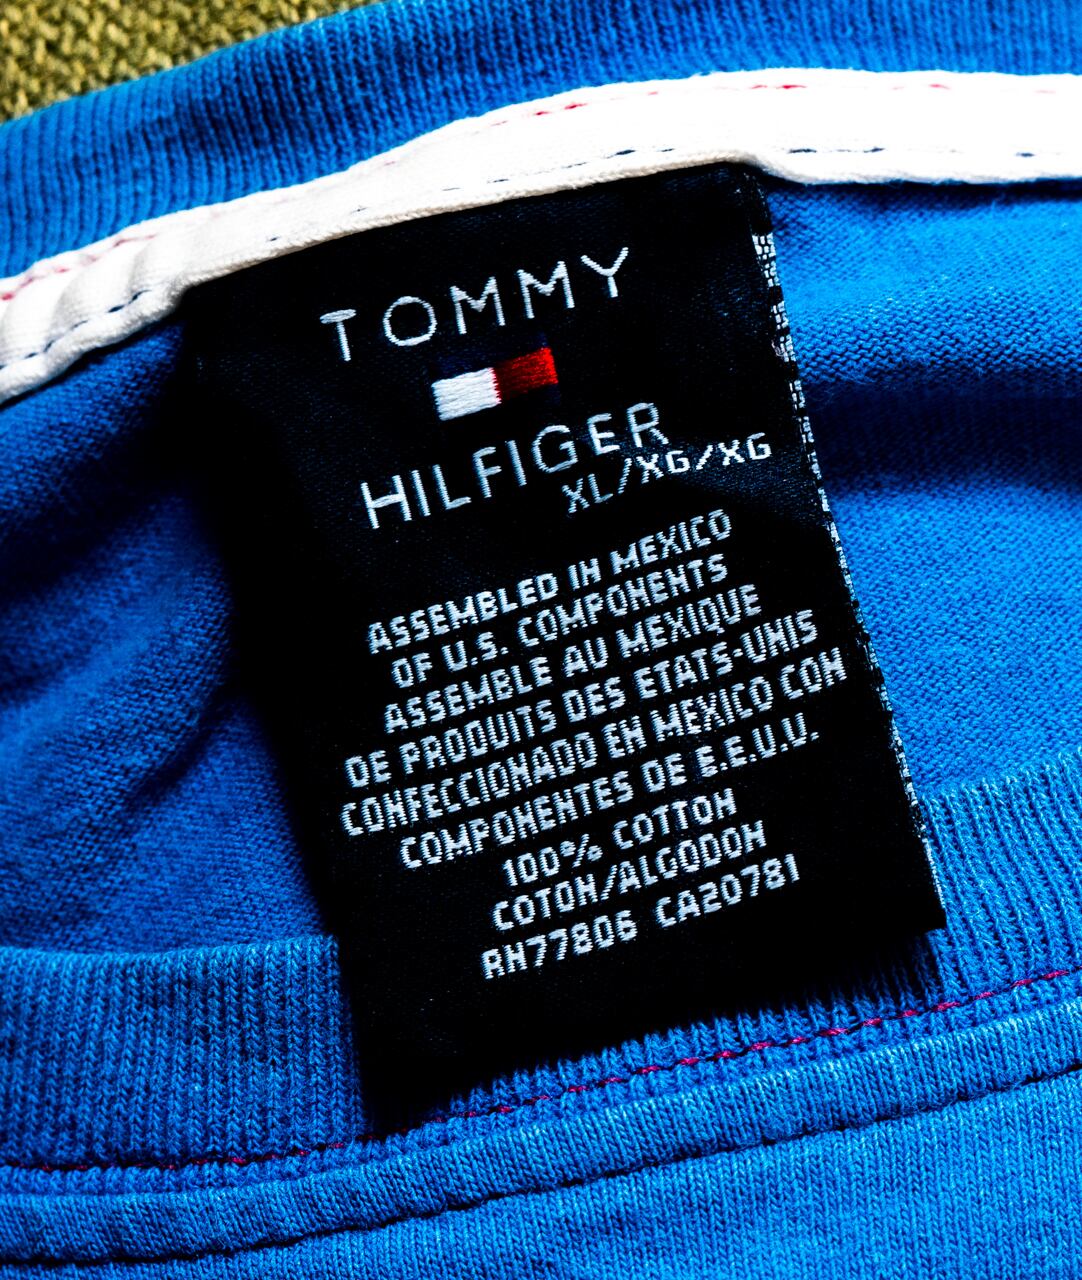 TOMMY
HILFIGER
XL/XG/XG
ASSEMBLED IN MEXICO
OF U.S. COMPONENTS
ASSEMBLE AU MEXIQUE
DE PRODUITS DES ETATS-UNIS
CONFECCIONADO EN MEXICO CON
COMPONENTES DE E.E.U.U.
100% COTTON
COTON/ALGODON
RN77806 CA20781